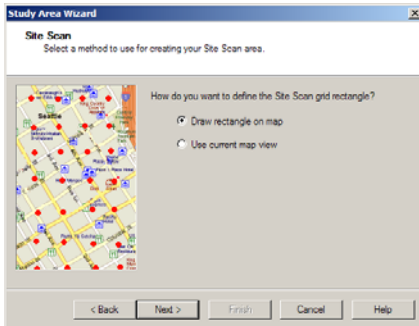 Study Area Wizard
Site Scan
Select a method to use for creating your Site Scan area.
Seattle
How do you want to define the Site Scan grid rectangle?
Draw rectangle on map
Use current map view
< Back
Next >
Finish
Cancel
Help